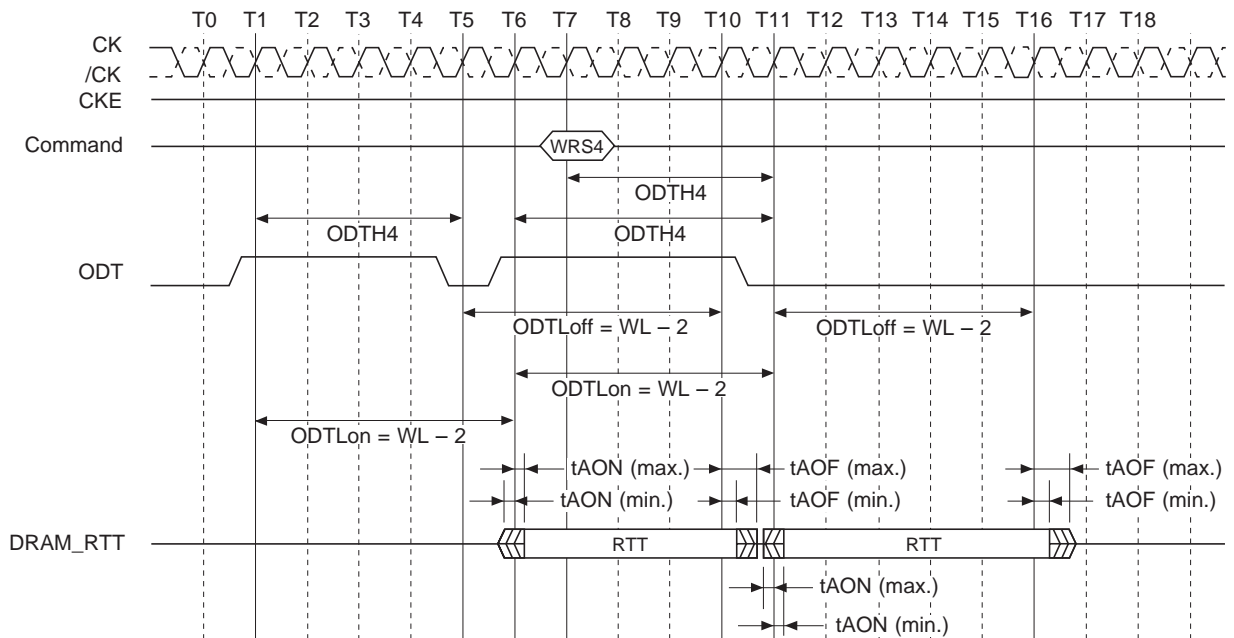 T0 T1 T2 T3 T4 T5 T6 T7 T8 T9 T10 T11 T12 T13 T14 T15 T16 T17 T18
CK
/CK
CKE
Command WRS4
ODTH4
ODTH4 ODTH4
ODT
ODTLoff = WL – 2 ODTLoff = WL – 2
ODTLon = WL – 2
ODTLon = WL – 2
tAON (max.) tAOF (max.) tAOF (max.)
tAON (min.) tAOF (min.) tAOF (min.)
DRAM_RTT RTT RTT
tAON (max.)
tAON (min.)